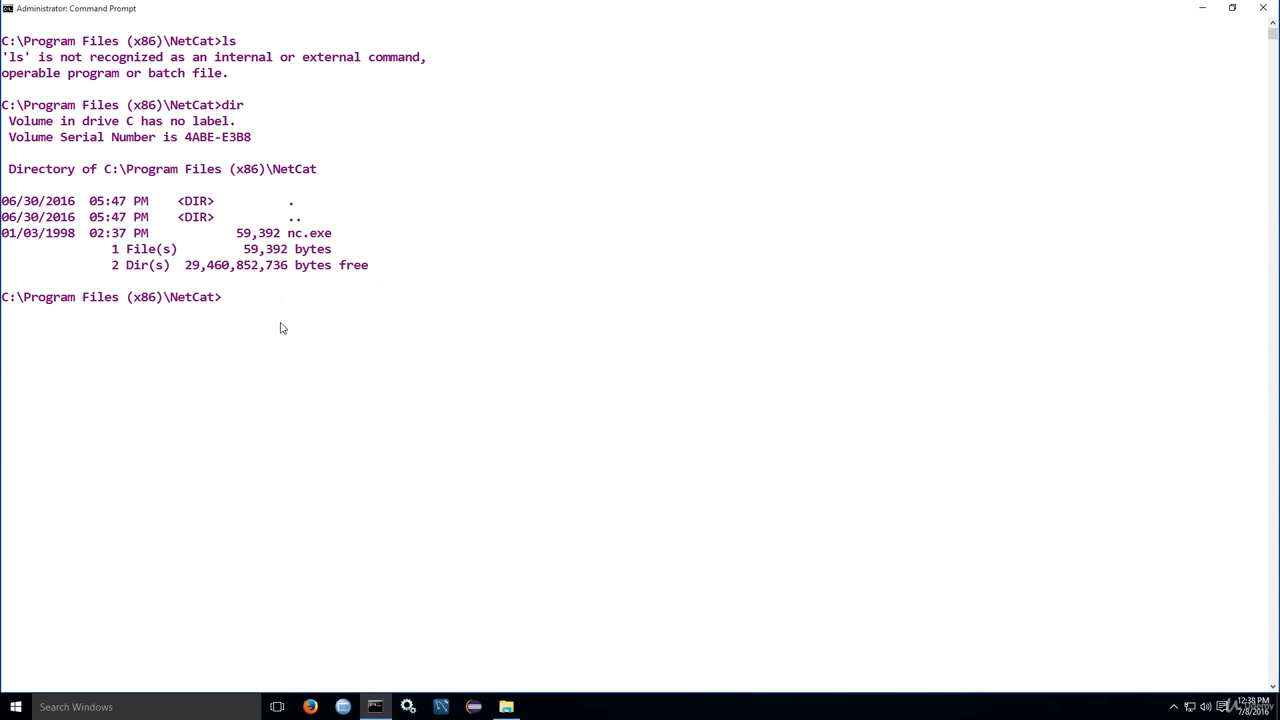 Administrator: Command Prompt
C:\Program Files (x86)\NetCat>ls
'ls' is not recognized as an internal or external command,
operable program or batch file.
C:\Program Files (x86)\NetCat>dir
 Volume in drive C has no label.
 Volume Serial Number is 4ABE-E3B8
 Directory of C:\Program Files (x86)\NetCat
06/30/2016  05:47 PM    <DIR>          .
06/30/2016  05:47 PM    <DIR>          ..
01/03/1998  02:37 PM            59,392 nc.exe
               1 File(s)         59,392 bytes
               2 Dir(s)  29,460,852,736 bytes free
C:\Program Files (x86)\NetCat>
Search Windows
12:38 PM
7/8/2016
Udemy